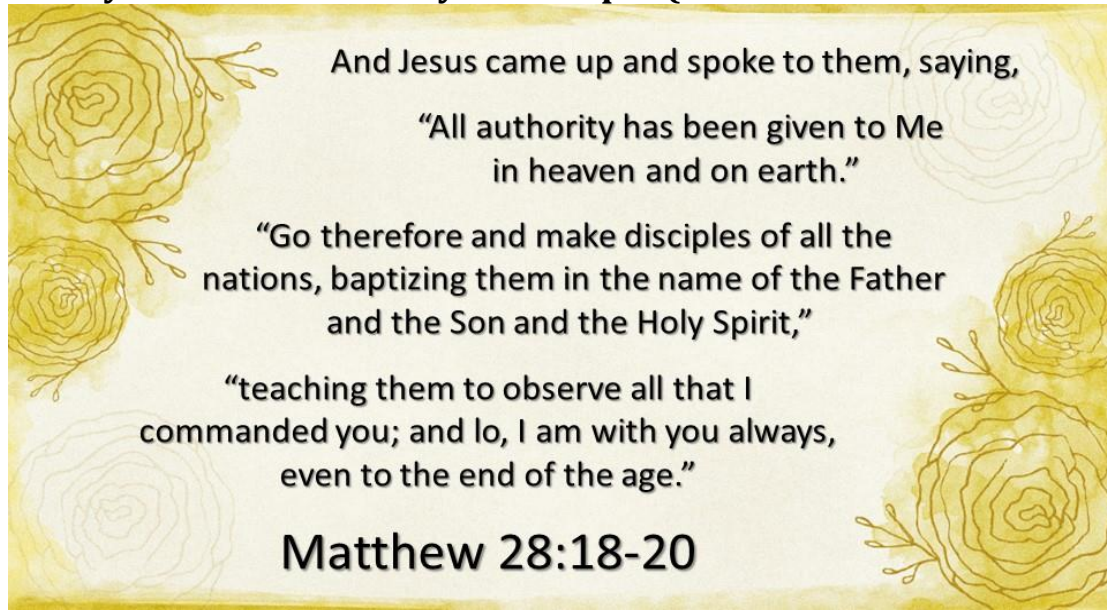 And Jesus came up and spoke to them, saying,
“All authority has been given to Me
in heaven and on earth.”
“Go therefore and make disciples of all the
nations, baptizing them in the name of the Father
and the Son and the Holy Spirit,”
“teaching them to observe all that I
commanded you; and lo, I am with you always,
even to the end of the age.”
Matthew 28:18-20